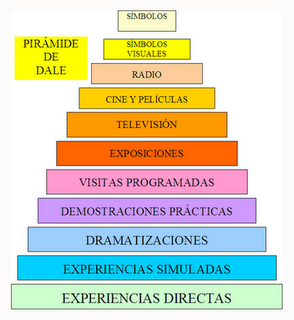 SÍMBOLOS
PIRÁMIDE
DE
DALE
SÍMBOLOS
VISUALES
RADIO
CINE Y PELÍCULAS
TELEVISIÓN
EXPOSICIONES
VISITAS PROGRAMADAS
DEMOSTRACIONES PRÁCTICAS
DRAMATIZACIONES
EXPERIENCIAS SIMULADAS
EXPERIENCIAS DIRECTAS